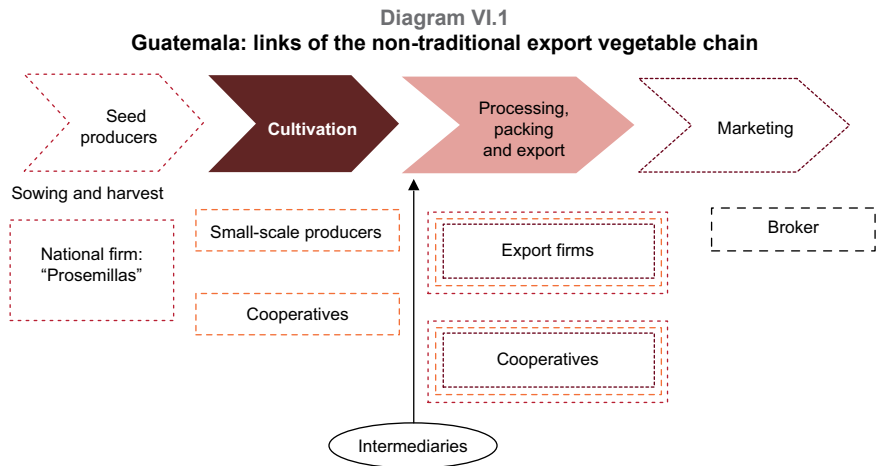 Diagram VI.1
Guatemala: links of the non-traditional export vegetable chain
Seed
producers
Cultivation
Processing,
packing
and export
Marketing
Sowing and harvest
National firm:
“Prosemillas”
Small-scale producers
Cooperatives
Export firms
Cooperatives
Broker
Intermediaries